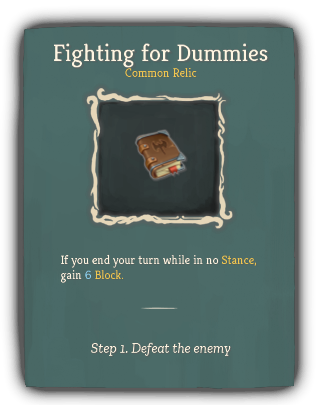 Fighting for Dummies
Common Relic
If you end your turn while in no Stance,
gain 6 Block.
Step 1. Defeat the enemy